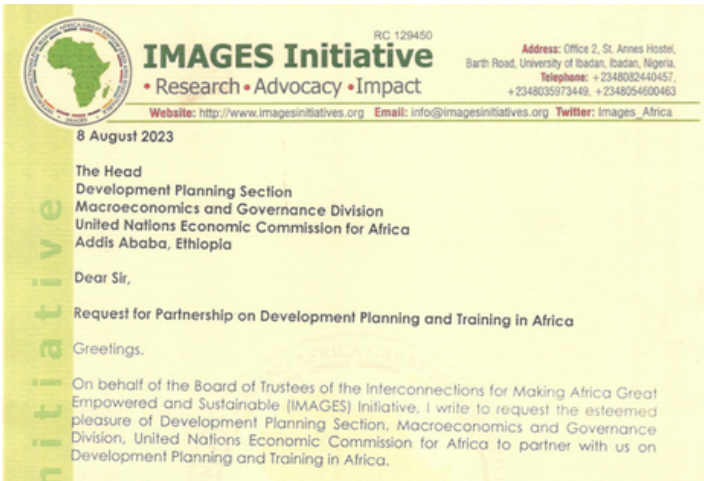 RC 129450
IMAGES Initiative
• Research • Advocacy • Impact
Address: Office 2, St. Annes Hostel,
Barth Road, University of Ibadan, Ibadan, Nigeria.
Telephone: +2348082440457,
+2348035973449, +2348054600463
Website: http://www.imagesinitiatives.org Email: info@imagesinitiatives.org Twitter: Images_Africa
8 August 2023
The Head
Development Planning Section
Macroeconomics and Governance Division
United Nations Economic Commission for Africa
Addis Ababa, Ethiopia
Dear Sir,
Request for Partnership on Development Planning and Training in Africa
Greetings.
On behalf of the Board of Trustees of the Interconnections for Making Africa Great
Empowered and Sustainable (IMAGES) Initiative, I write to request the esteemed
pleasure of Development Planning Section, Macroeconomics and Governance
Division, United Nations Economic Commission for Africa to partner with us on
Development Planning and Training in Africa.
nitiative